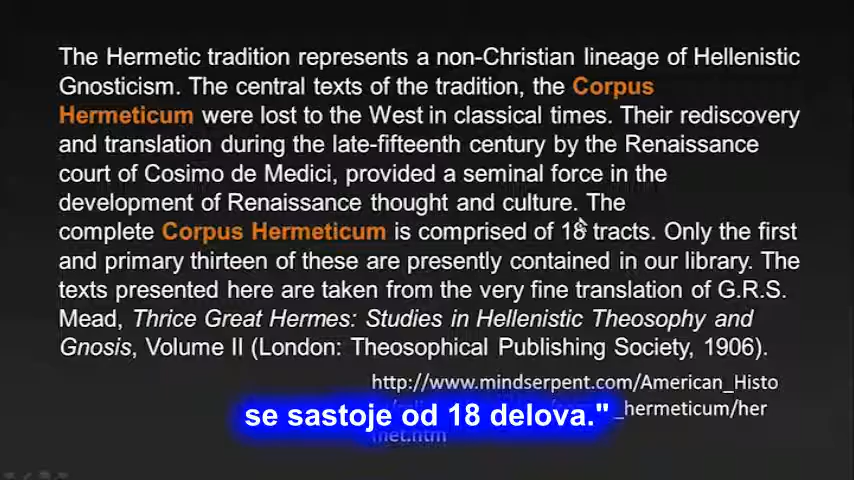 The Hermetic tradition represents a non-Christian lineage of Hellenistic
Gnosticism. The central texts of the tradition, the Corpus
Hermeticum were lost to the West in classical times. Their rediscovery
and translation during the late-fifteenth century by the Renaissance
court of Cosimo de Medici, provided a seminal force in the
development of Renaissance thought and culture. The
complete Corpus Hermeticum is comprised of 18 tracts. Only the first
and primary thirteen of these are presently contained in our library. The
texts presented here are taken from the very fine translation of G.R.S.
Mead, Thrice Great Hermes: Studies in Hellenistic Theosophy and
Gnosis, Volume II (London: Theosophical Publishing Society, 1906).
http://www.mindserpent.com/American_Histo
_hermeticum/her
met.htm
se sastoje od 18 delova."